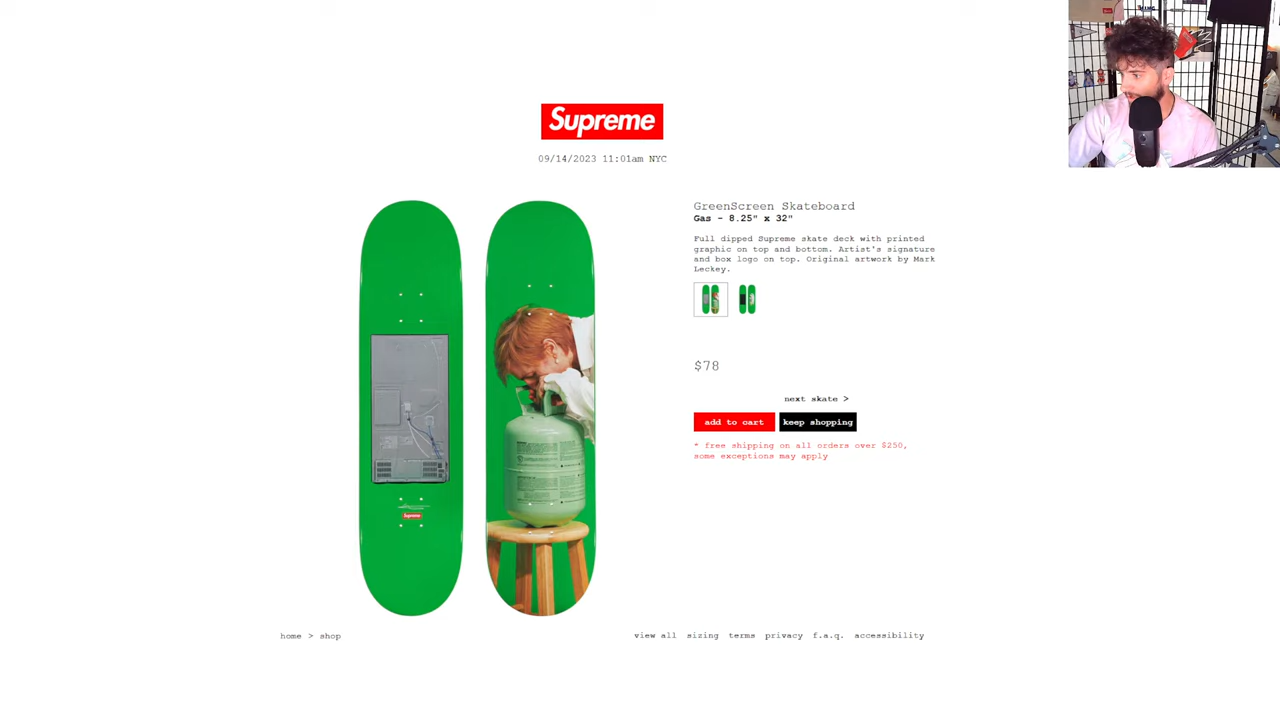 Supreme
09/14/2023 11:01am NYC
GreenScreen Skateboard
Gas - 8.25" x 32"
Full dipped Supreme skate deck with printed
graphic on top and bottom. Artist's signature
and box logo on top. Original artwork by Mark
Leckey.
$78
next skate >
add to cart
keep shopping
* free shipping on all orders over $250,
some exceptions may apply
Supreme
home > shop
view all sizing terms privacy f.a.q. accessibility